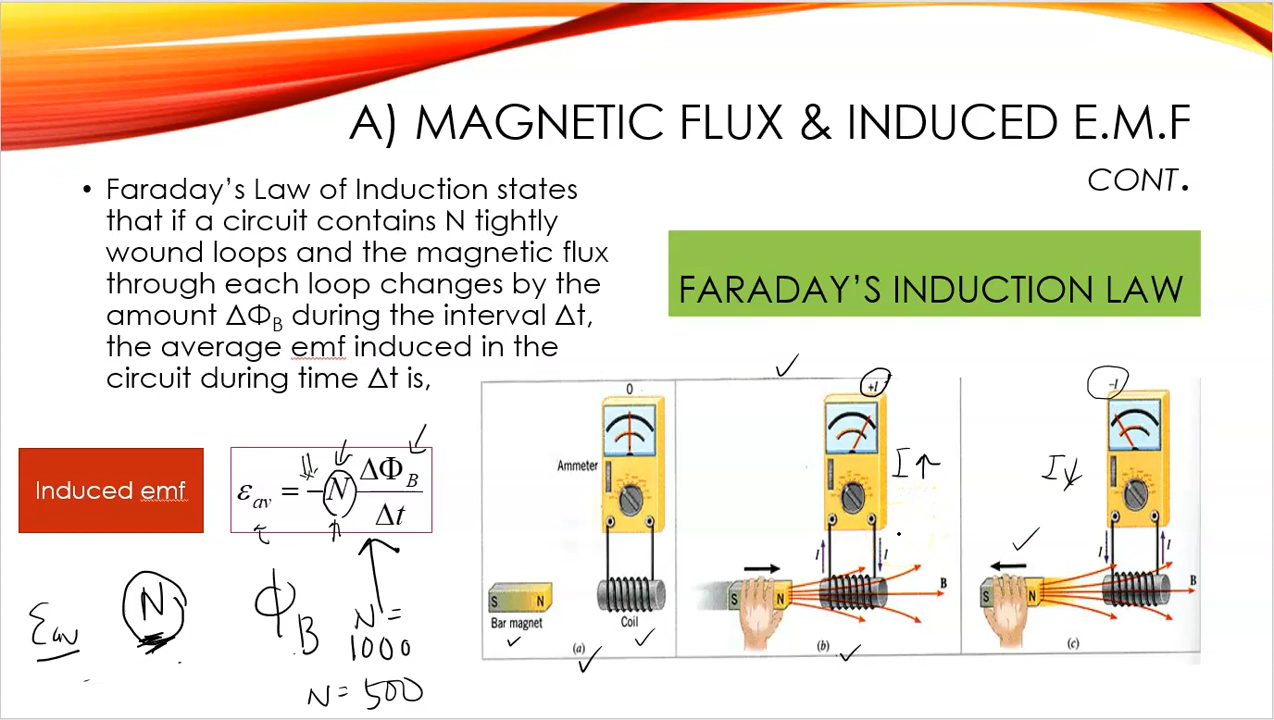 A) MAGNETIC FLUX & INDUCED E.M.F
CONT.
• Faraday's Law of Induction states
that if a circuit contains N tightly
wound loops and the magnetic flux
through each loop changes by the
amount ΔΦB during the interval Δt,
the average emf induced in the
circuit during time Δt is,
FARADAY'S INDUCTION LAW
Induced emf
εav = −N ΔΦB / Δt
Eav
N
ΦB
N =
1000
N = 500
0
Ammeter
S N
Bar magnet
Coil
(a)
+I
I↑
I I
S N
B
(b)
−I
I↓
I I
S N
B
(c)